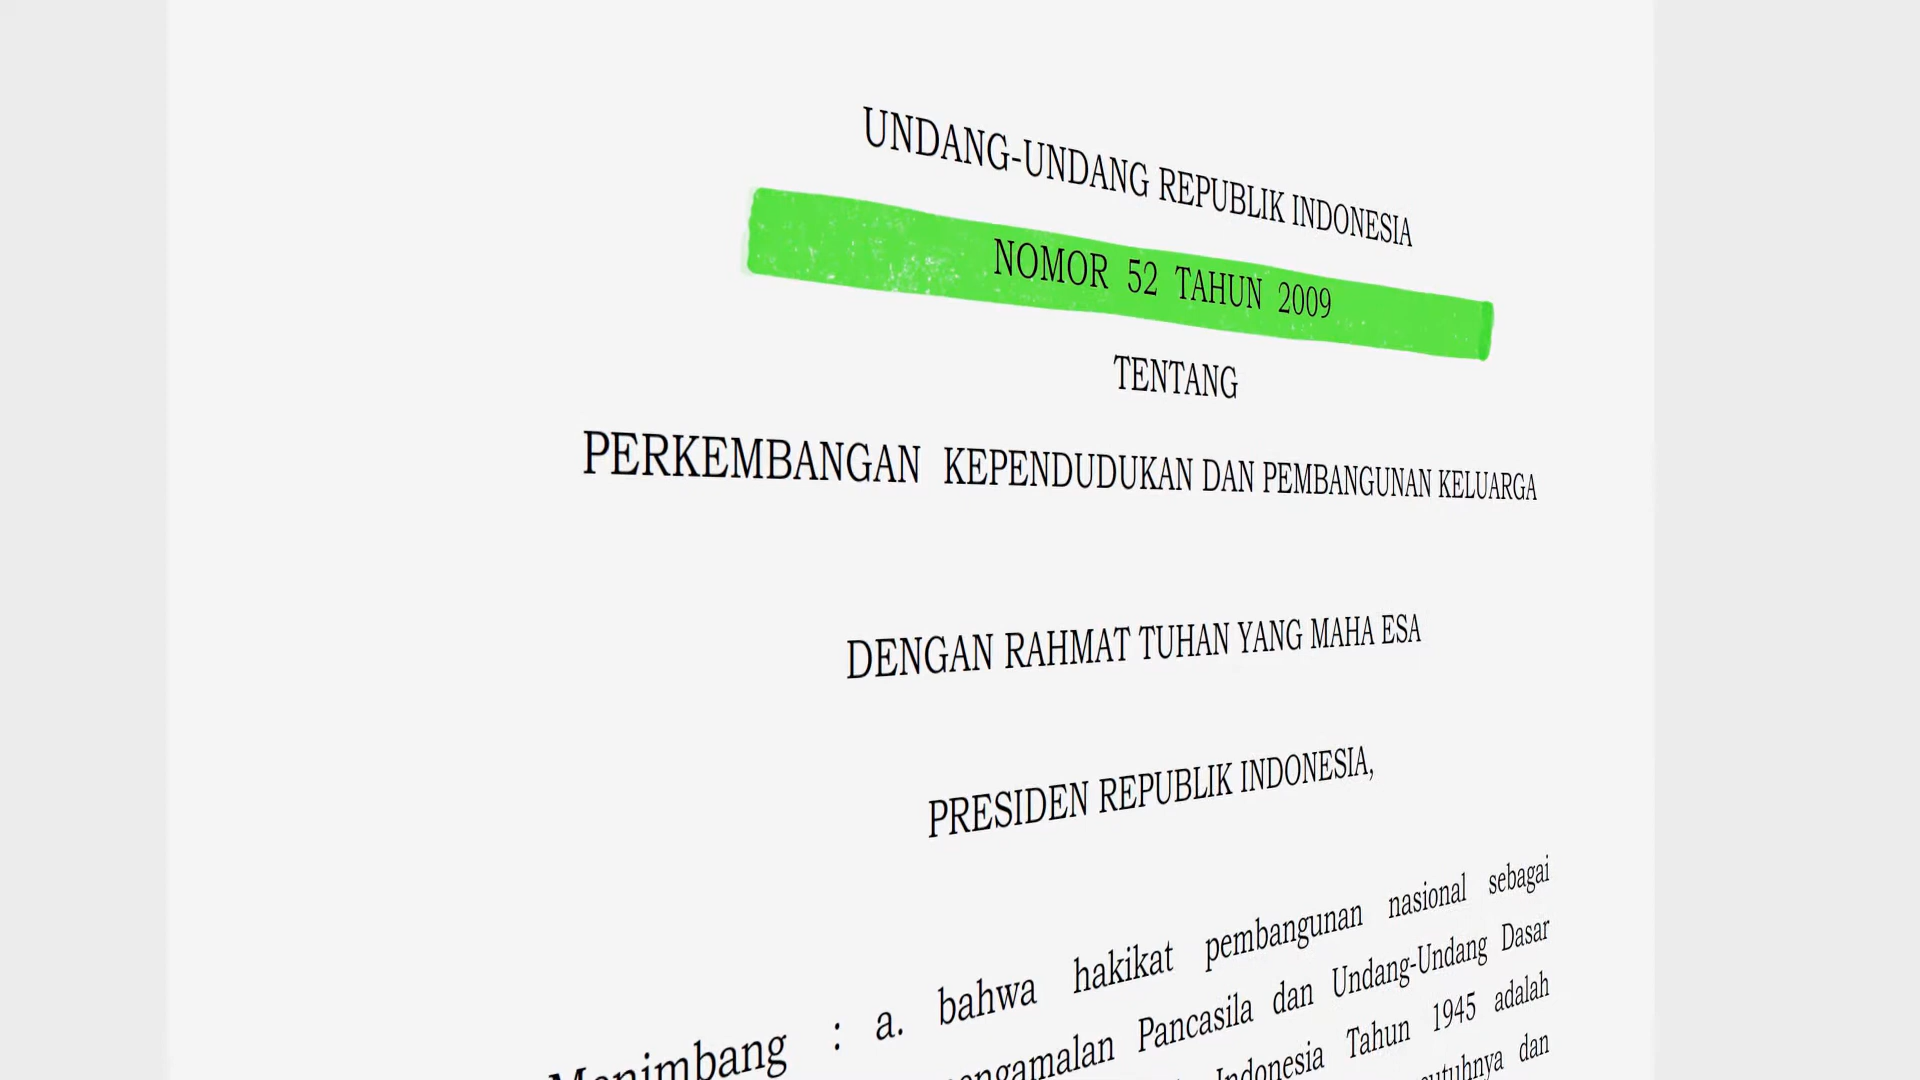 UNDANG-UNDANG REPUBLIK INDONESIA
NOMOR 52 TAHUN 2009
TENTANG
PERKEMBANGAN KEPENDUDUKAN DAN PEMBANGUNAN KELUARGA
DENGAN RAHMAT TUHAN YANG MAHA ESA
PRESIDEN REPUBLIK INDONESIA,
Menimbang : a. bahwa hakikat pembangunan nasional sebagai
pengamalan Pancasila dan Undang-Undang Dasar
Indonesia Tahun 1945 adalah
dan